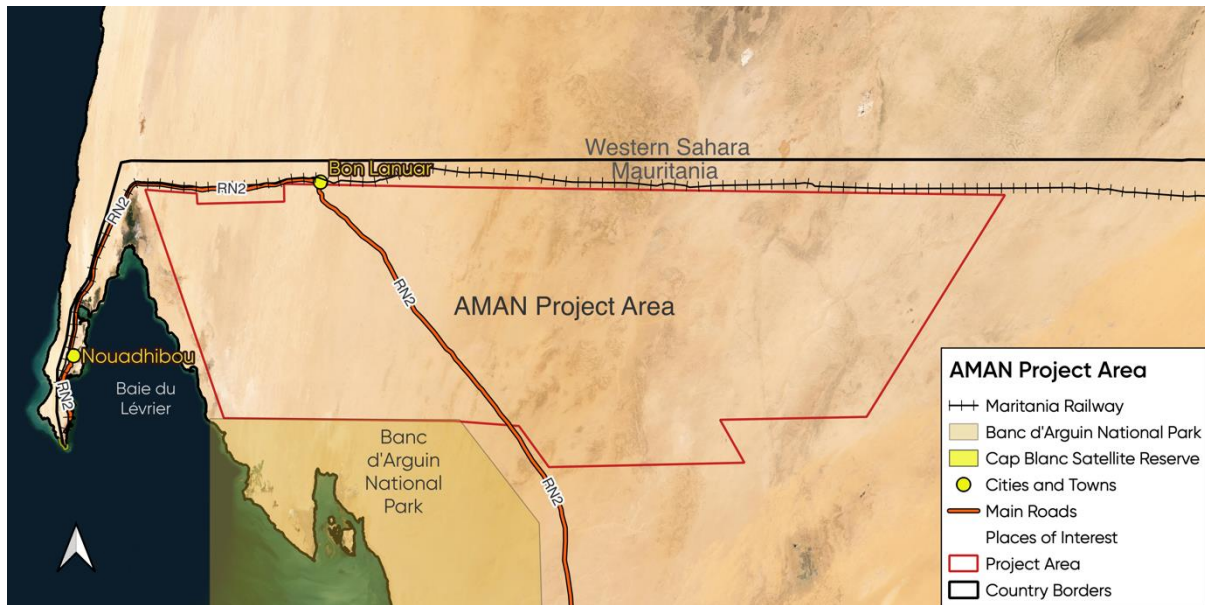 Western Sahara
Mauritania
Bon Lanuar
RN2
RN2
RN2
AMAN Project Area
Nouadhibou
Baie du
Lévrier
RN2
Banc
d'Arguin
National
Park
RN2
AMAN Project Area
Maritania Railway
Banc d'Arguin National Park
Cap Blanc Satellite Reserve
Cities and Towns
Main Roads
Places of Interest
Project Area
Country Borders